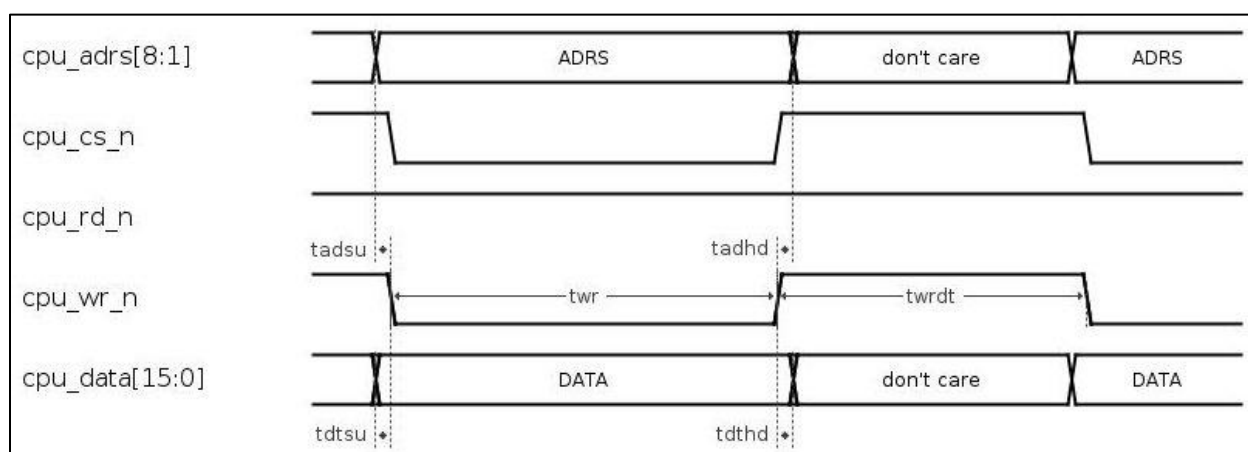 cpu_adrs[8:1] ADRS don't care ADRS
cpu_cs_n
cpu_rd_n
tadsu tadhd
cpu_wr_n twr twrdt
cpu_data[15:0] DATA don't care DATA
tdtsu tdthd